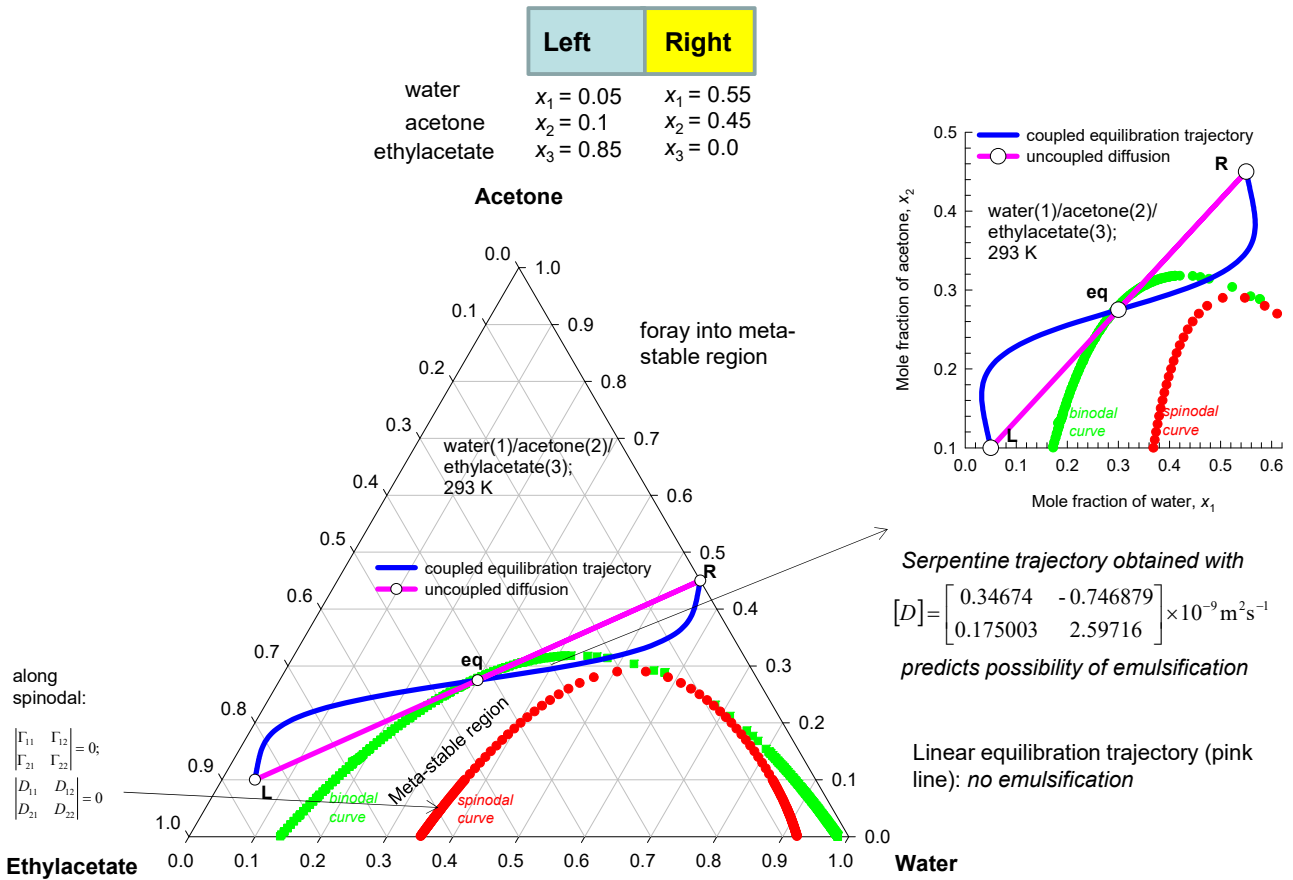 Left Right
water x₁ = 0.05 x₁ = 0.55
acetone x₂ = 0.1 x₂ = 0.45
ethylacetate x₃ = 0.85 x₃ = 0.0
Acetone
0.0 1.0
0.1 0.9
0.2 0.8
0.3 0.7
0.4 0.6
0.5 0.5
0.6 0.4
0.7 0.3
0.8 0.2
0.9 0.1
1.0 0.0
foray into meta-
stable region
water(1)/acetone(2)/
ethylacetate(3);
293 K
coupled equilibration trajectory
uncoupled diffusion
R
eq
L
Meta-stable region
binodal
curve
spinodal
curve
0.0 0.1 0.2 0.3 0.4 0.5 0.6 0.7 0.8 0.9 1.0
Ethylacetate
Water
along
spinodal:
|Γ₁₁ Γ₁₂|
|Γ₂₁ Γ₂₂| = 0;
|D₁₁ D₁₂|
|D₂₁ D₂₂| = 0
0.5
0.4
0.3
0.2
0.1
Mole fraction of acetone, x₂
coupled equilibration trajectory
uncoupled diffusion
R
water(1)/acetone(2)/
ethylacetate(3);
293 K
eq
L
binodal
curve
spinodal
curve
0.0 0.1 0.2 0.3 0.4 0.5 0.6
Mole fraction of water, x₁
Serpentine trajectory obtained with
[D] = [0.34674 -0.746879
0.175003 2.59716] × 10⁻⁹ m² s⁻¹
predicts possibility of emulsification
Linear equilibration trajectory (pink
line): no emulsification